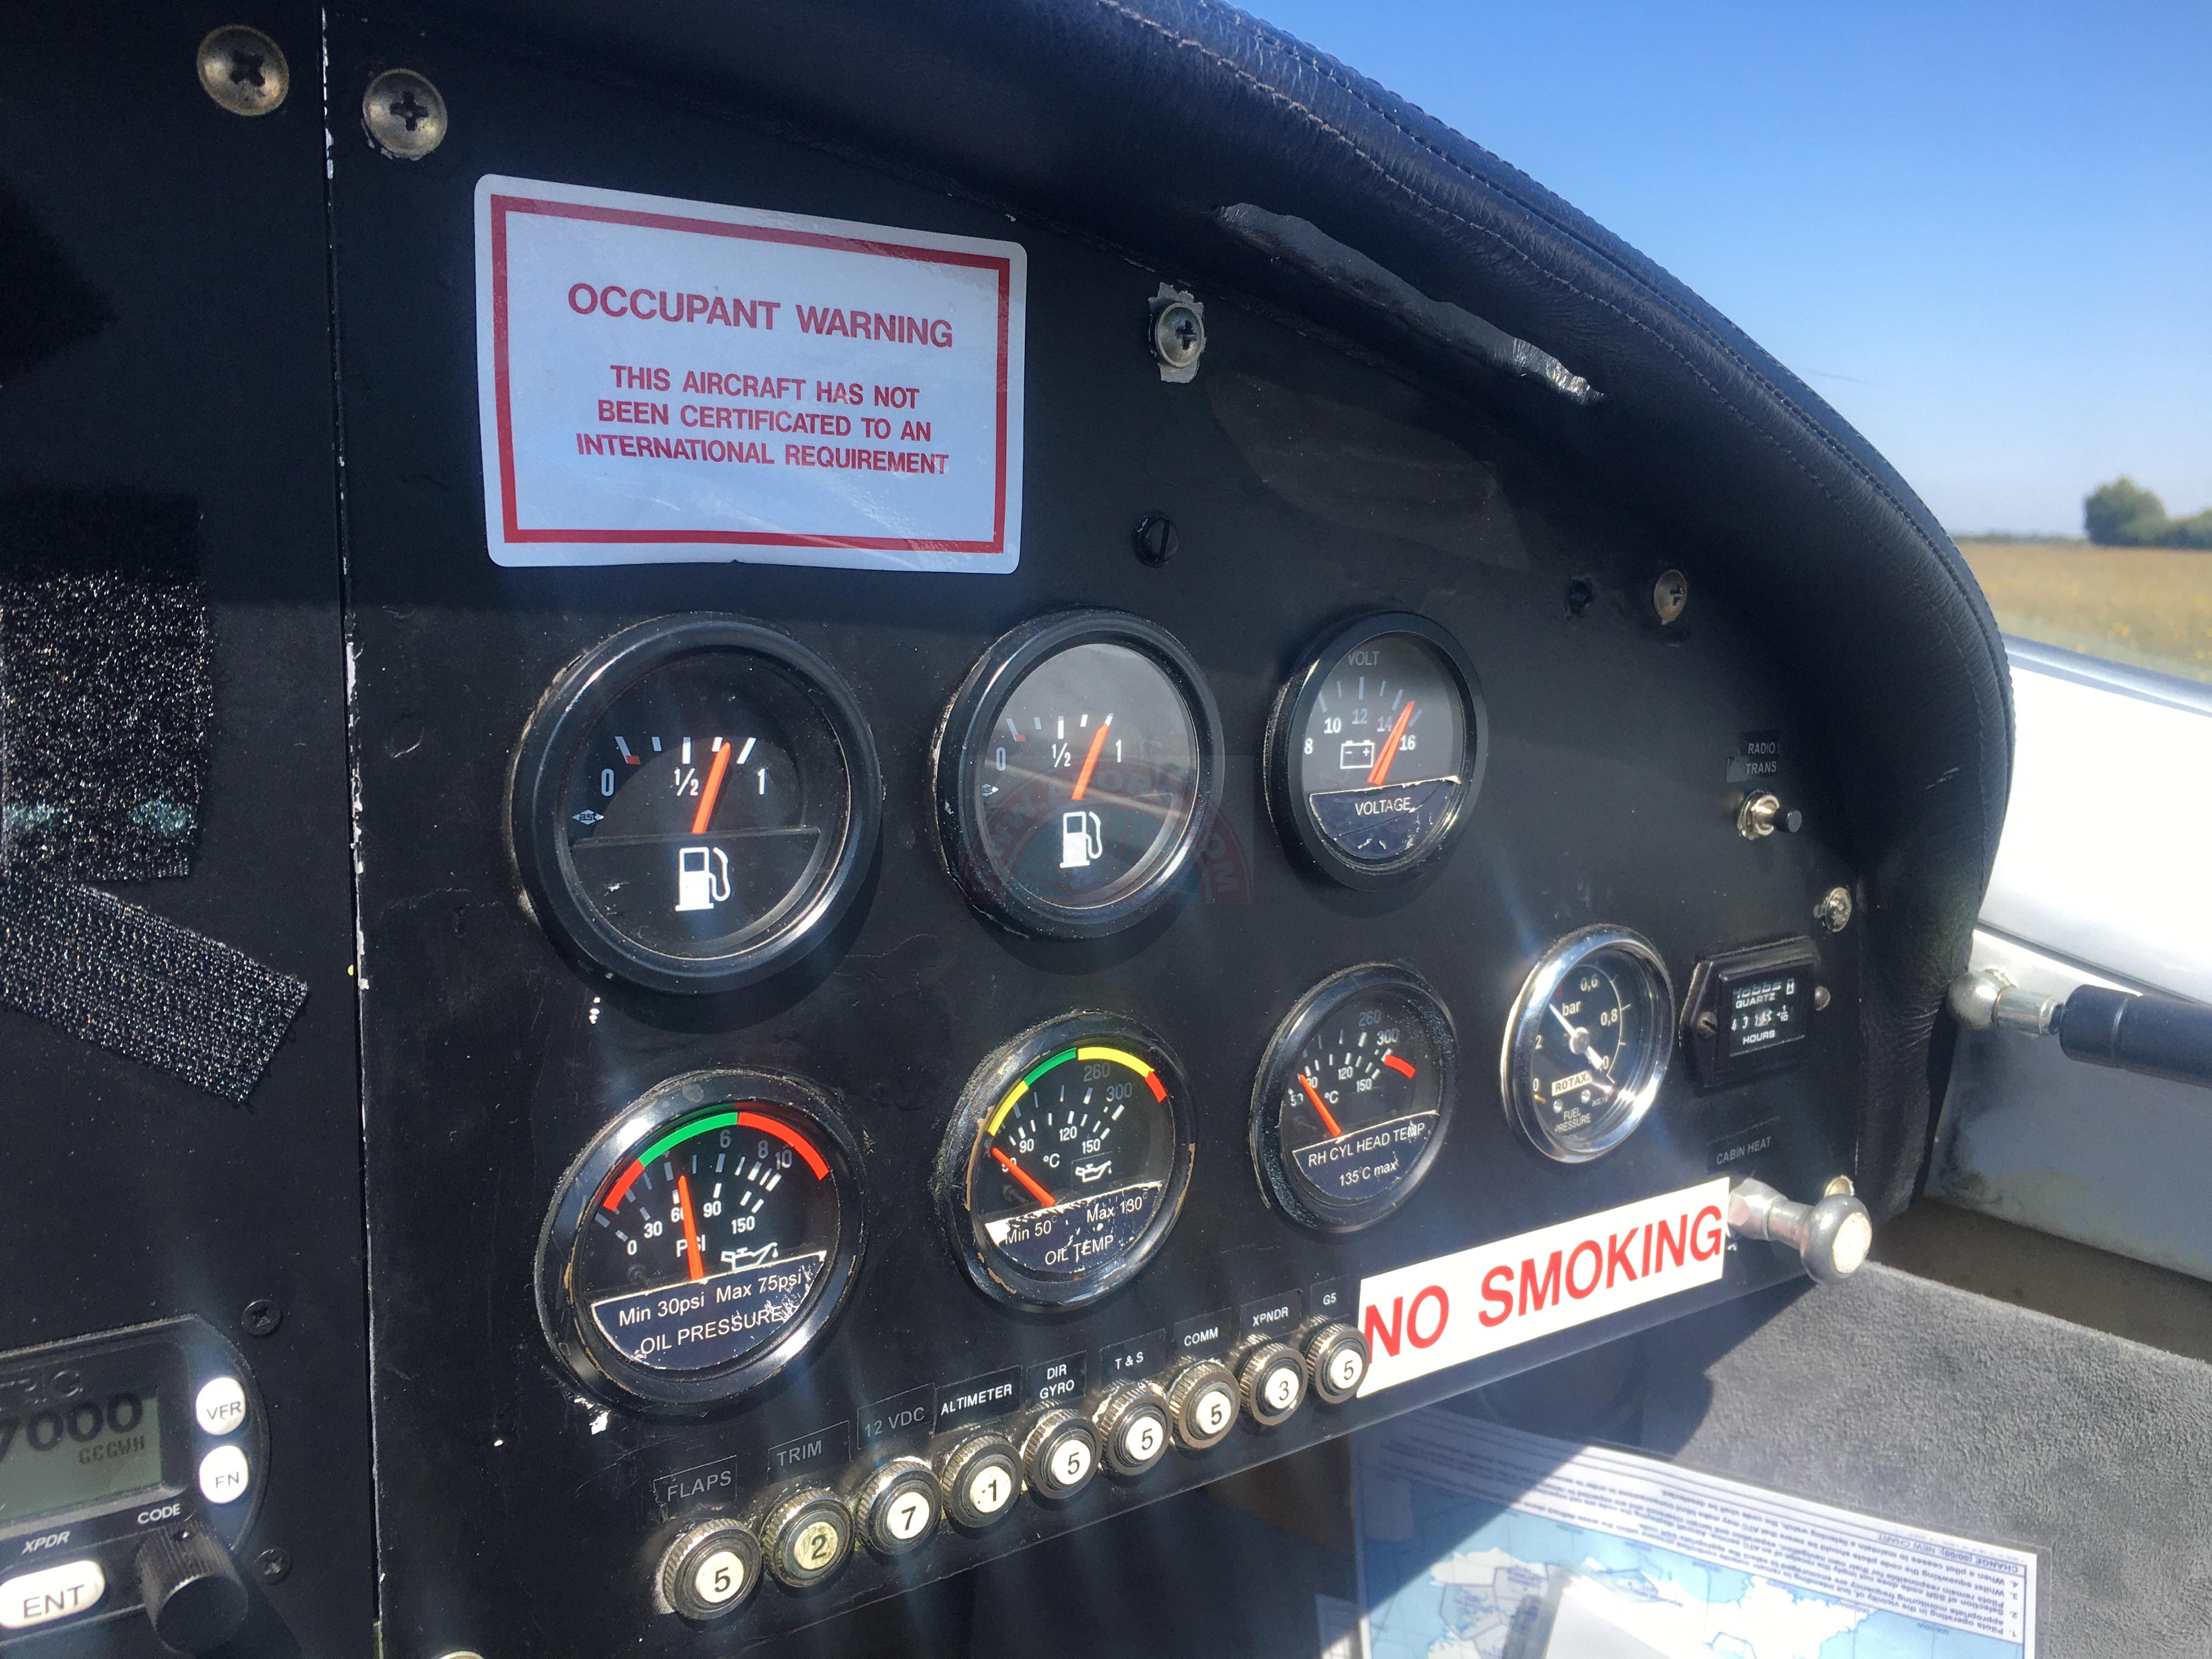 OCCUPANT WARNING
THIS AIRCRAFT HAS NOT
BEEN CERTIFICATED TO AN
INTERNATIONAL REQUIREMENT
0 1/2 1
0 1/2 1
VOLT
8 10 12 14 16
VOLTAGE
RADIO
TRANS
6 8 10
0 30 60 90 150
PSI
Min 30psi Max 75psi
OIL PRESSURE
260 300
90 120 150
°C
Min 50° Max 130°
OIL TEMP
260 300
50 120 150
°C
RH CYL HEAD TEMP
135°C max
0,6
bar 0,8
ROTAX
FUEL
PRESSURE
Hobbs
QUARTZ
HOURS
CABIN HEAT
NO SMOKING
FLAPS
TRIM
12 VDC
ALTIMETER
DIR
GYRO
T & S
COMM
XPNDR
G5
5 2 7 1 5 5 5 3 5
7000
GCGWH
VFR
FN
CODE
XPDR
ENT